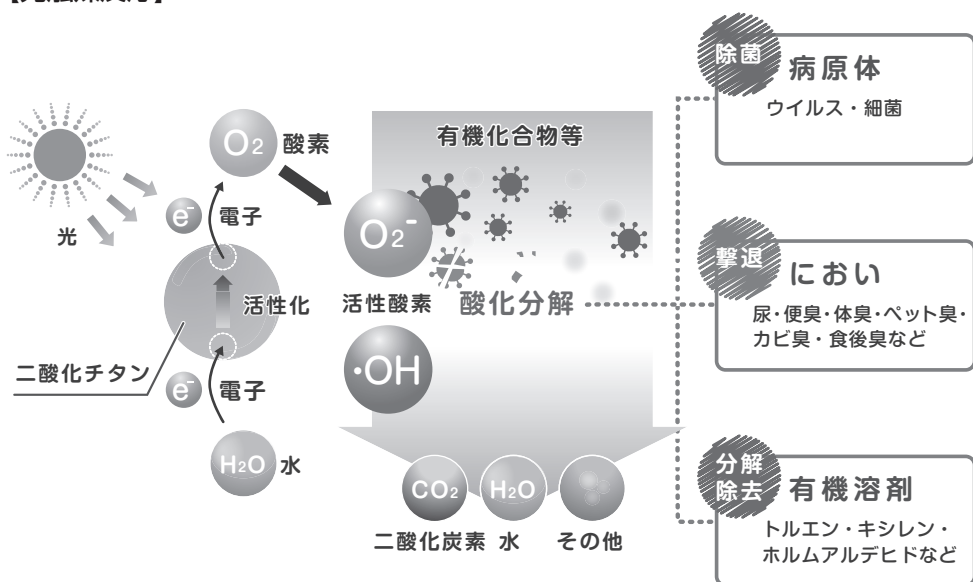 光
e-
電子
O2
酸素
活性化
二酸化チタン
e-
電子
H2O
水
有機化合物等
O2-
活性酸素
酸化分解
・OH
CO2
H2O
二酸化炭素
水
その他
除菌
病原体
ウイルス・細菌
撃退
におい
尿・便臭・体臭・ペット臭・
カビ臭・食後臭など
分解
除去
有機溶剤
トルエン・キシレン・
ホルムアルデヒドなど